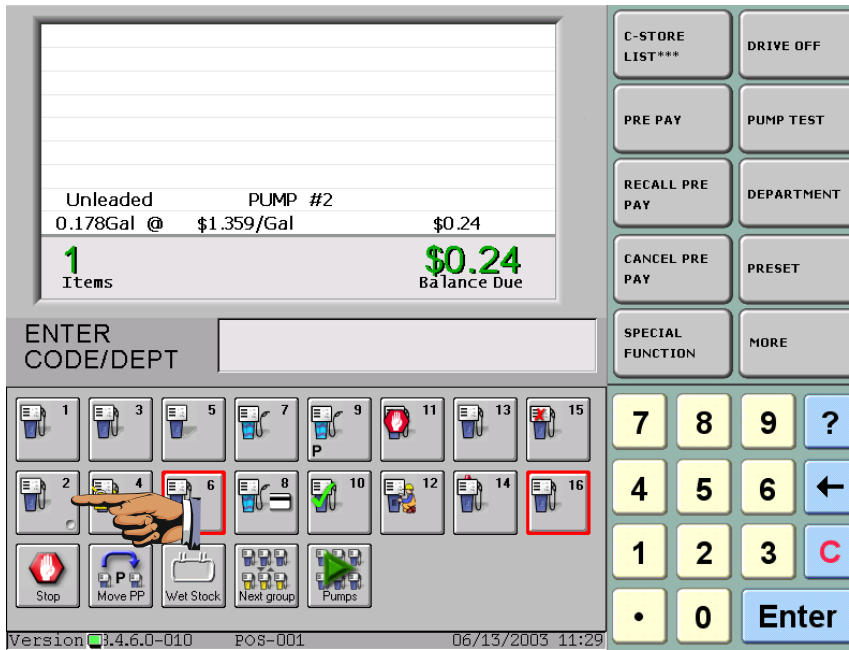 Unleaded PUMP #2
0.178Gal @ $1.359/Gal $0.24
1 $0.24
Items Balance Due
ENTER
CODE/DEPT
C-STORE
LIST***
DRIVE OFF
PRE PAY
PUMP TEST
RECALL PRE
PAY
DEPARTMENT
CANCEL PRE
PAY
PRESET
SPECIAL
FUNCTION
MORE
1 3 5 7 9 11 13 15
P
2 4 6 8 10 12 14 16
P
Stop Move PP Wet Stock Next group Pumps
7 8 9 ?
4 5 6 ←
1 2 3 C
• 0 Enter
Version 3.4.6.0-010 POS-001 06/13/2003 11:29